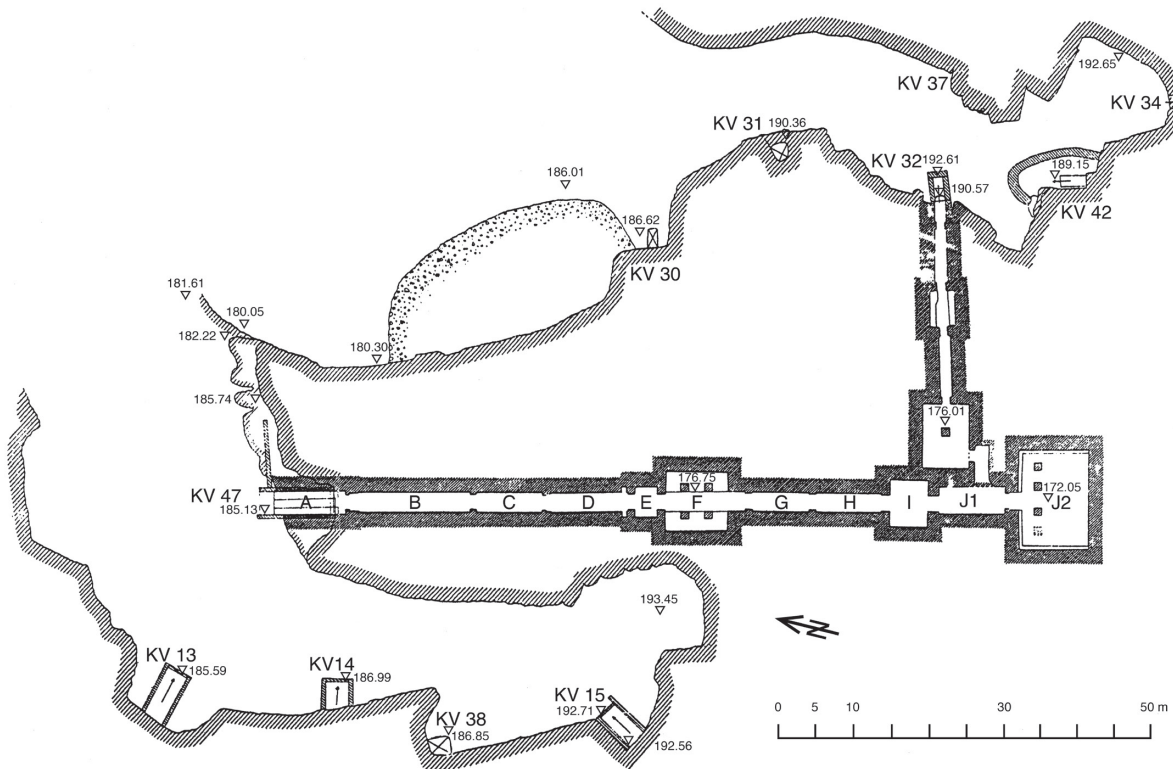 192.65
KV 37
KV 34
KV 31
190.36
KV 32
192.61
189.15
190.57
KV 42
186.01
186.62
KV 30
181.61
180.05
182.22
180.30
185.74
176.01
KV 47
185.13
A
B
C
D
E
176.75
F
G
H
I
J1
172.05
J2
193.45
KV 13
185.59
KV14
186.99
KV 38
186.85
KV 15
192.71
192.56
0 5 30 50 m